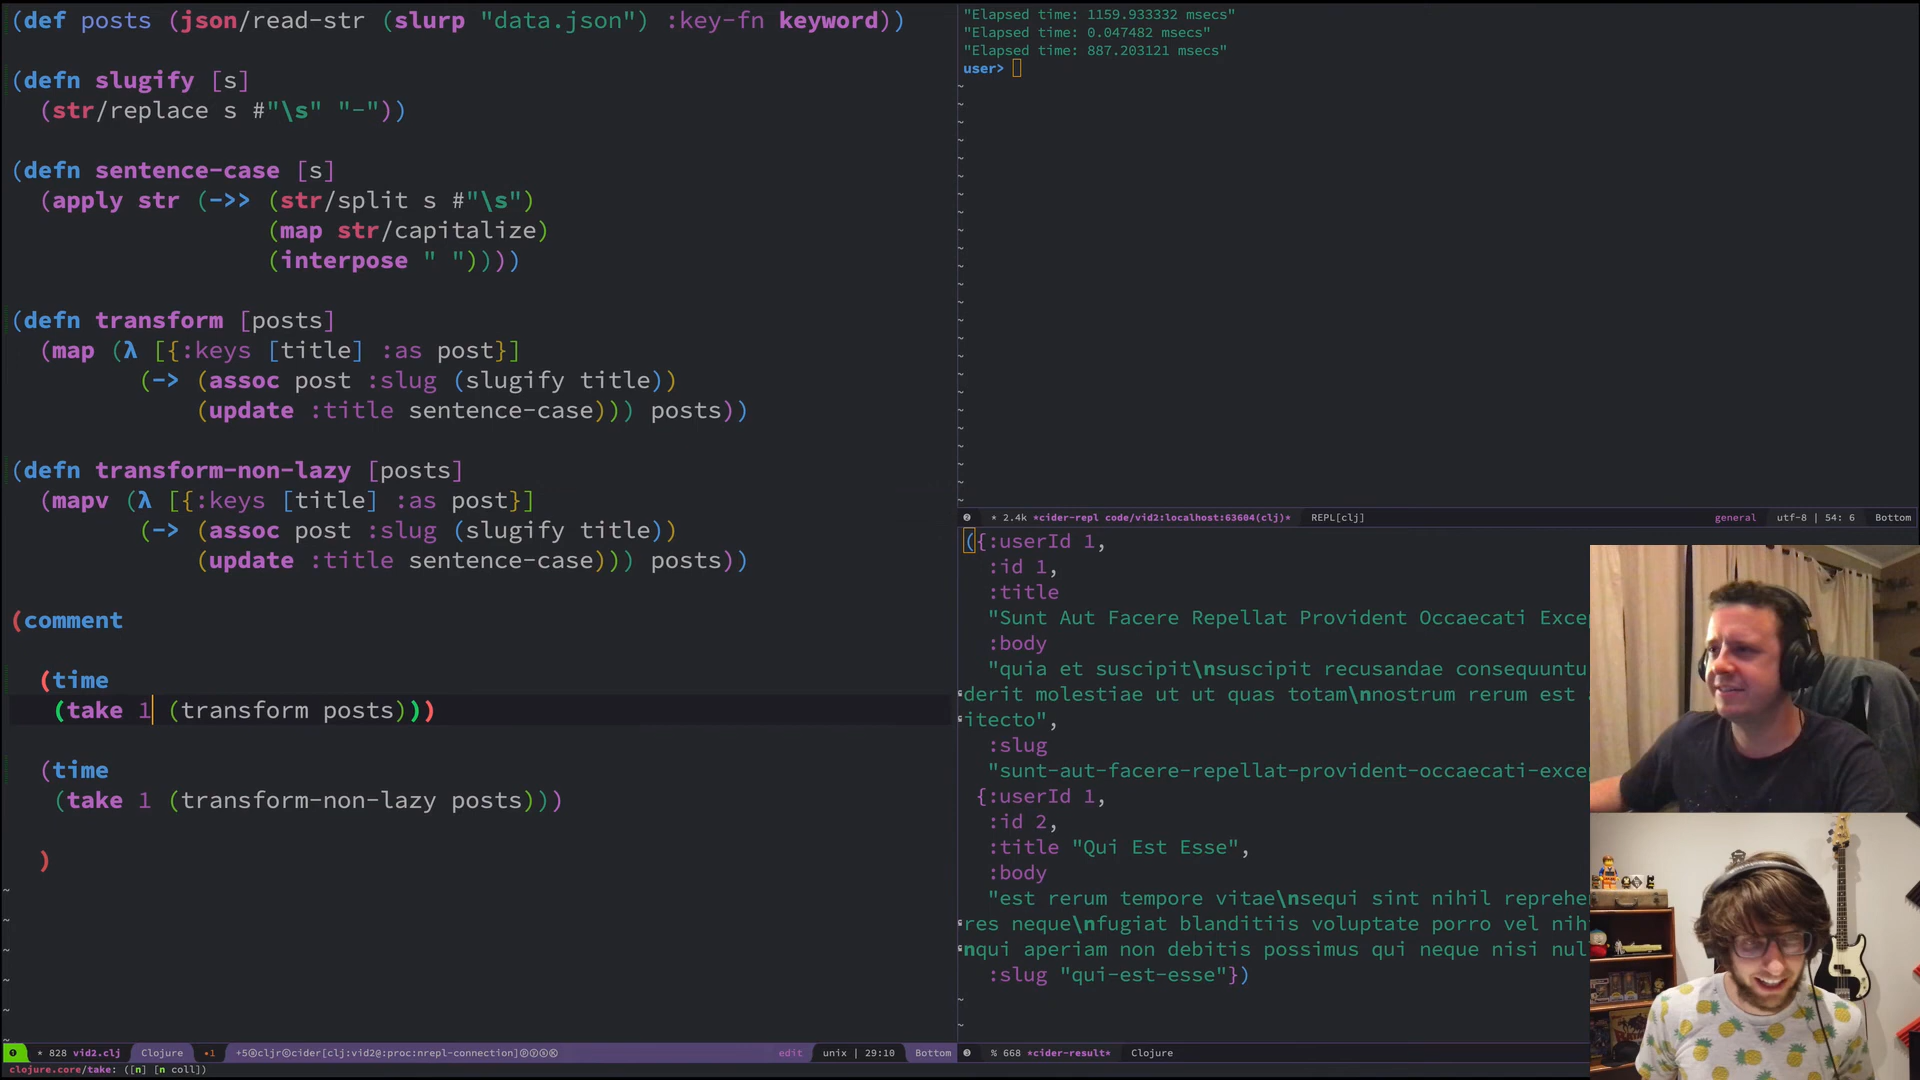 (def posts (json/read-str (slurp "data.json") :key-fn keyword))
(defn slugify [s]
(str/replace s #"\s" "-"))
(defn sentence-case [s]
(apply str (->> (str/split s #"\s")
(map str/capitalize)
(interpose " "))))
(defn transform [posts]
(map (λ [{:keys [title] :as post}]
(-> (assoc post :slug (slugify title))
(update :title sentence-case))) posts))
(defn transform-non-lazy [posts]
(mapv (λ [{:keys [title] :as post}]
(-> (assoc post :slug (slugify title))
(update :title sentence-case))) posts))
(comment
(time
(take 1 (transform posts)))
(time
(take 1 (transform-non-lazy posts)))
)
* 828 vid2.clj Clojure •1 cider[clj:vid2@:proc:nrepl-connection] edit unix | 29:10 Bottom
clojure.core/take: ([n] [n coll])
"Elapsed time: 1159.933332 msecs"
"Elapsed time: 0.047482 msecs"
"Elapsed time: 887.203121 msecs"
user>
* 2.4k *cider-repl code/vid2:localhost:63604(clj)* REPL[clj] general utf-8 | 54: 6 Bottom
({:userId 1,
:id 1,
:title
"Sunt Aut Facere Repellat Provident Occaecati Exce
:body
"quia et suscipit\nsuscipit recusandae consequuntu
derit molestiae ut ut quas totam\nnostrum rerum est
itecto",
:slug
"sunt-aut-facere-repellat-provident-occaecati-exce
{:userId 1,
:id 2,
:title "Qui Est Esse",
:body
"est rerum tempore vitae\nsequi sint nihil reprehe
res neque\nfugiat blanditiis voluptate porro vel nih
nqui aperiam non debitis possimus qui neque nisi nul
:slug "qui-est-esse"})
% 668 *cider-result* Clojure